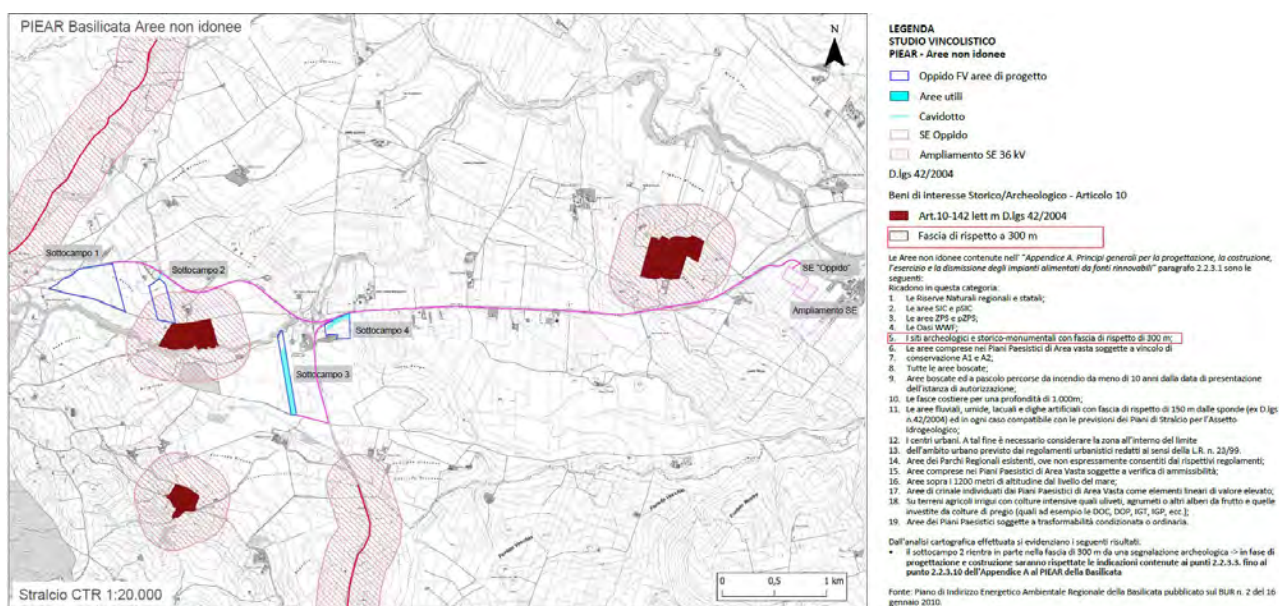 PIEAR Basilicata Aree non idonee
N
Sottocampo 1
Sottocampo 2
SE "Oppido"
Ampliamento SE
Sottocampo 4
Sottocampo 3
0 0,5 1 km
Stralcio CTR 1:20.000
LEGENDA
STUDIO VINCOLISTICO
PIEAR - Aree non idonee
Oppido FV aree di progetto
Aree utili
Cavidotto
SE Oppido
Ampliamento SE 36 kV
D.lgs 42/2004
Beni di interesse Storico/Archeologico - Articolo 10
Art.10-142 lett m D.lgs 42/2004
Fascia di rispetto a 300 m
Le Aree non idonee contenute nell' "Appendice A. Principi generali per la progettazione, la costruzione,
l'esercizio e la dismissione degli impianti alimentati da fonti rinnovabili" paragrafo 2.2.3.1 sono le
seguenti:
Ricadono in questa categoria:
1. Le Riserve Naturali regionali e statali;
2. Le aree SIC e pSIC
3. Le aree ZPS e pZPS;
4. Le Oasi WWF;
5. I siti archeologici e storico-monumentali con fascia di rispetto di 300 m;
6. Le aree comprese nei Piani Paesistici di Area vasta soggette a vincolo di
7. conservazione A1 e A2;
8. Tutte le aree boscate;
9. Aree boscate ed a pascolo percorse da incendio da meno di 10 anni dalla data di presentazione
dell'istanza di autorizzazione;
10. Le fasce costiere per una profondità di 1.000m;
11. Le aree fluviali, umide, lacuali e dighe artificiali con fascia di rispetto di 150 m dalle sponde (ex D.lgs
n.42/2004) ed in ogni caso compatibile con le previsioni dei Piani di Stralcio per l'Assetto
Idrogeologico;
12. I centri urbani. A tal fine è necessario considerare la zona all'interno del limite
13. dell'ambito urbano previsto dai regolamenti urbanistici redatti ai sensi della L.R. n. 23/99.
14. Aree dei Parchi Regionali esistenti, ove non espressamente consentiti dai rispettivi regolamenti;
15. Aree comprese nei Piani Paesistici di Area Vasta soggette a verifica di ammissibilità;
16. Aree sopra i 1200 metri di altitudine dal livello del mare;
17. Aree di crinale individuati dai Piani Paesistici di Area Vasta come elementi lineari di valore elevato;
18. Su terreni agricoli irrigui con colture intensive quali uliveti, agrumeti o altri alberi da frutto e quelle
investite da colture di pregio (quali ad esempio le DOC, DOP, IGT, IGP, ecc.);
19. Aree dei Piani Paesistici soggette a trasformabilità condizionata o ordinaria.
Dall'analisi cartografica effettuata si evidenziano i seguenti risultati:
• il sottocampo 2 rientra in parte nella fascia di 300 m da una segnalazione archeologica -> in fase di
progettazione e costruzione saranno rispettate le indicazioni contenute ai punti 2.2.3.3. fino al
punto 2.2.3.10 dell'Appendice A al PIEAR della Basilicata
Fonte: Piano di Indirizzo Energetico Ambientale Regionale della Basilicata pubblicato sul BUR n. 2 del 16
gennaio 2010.